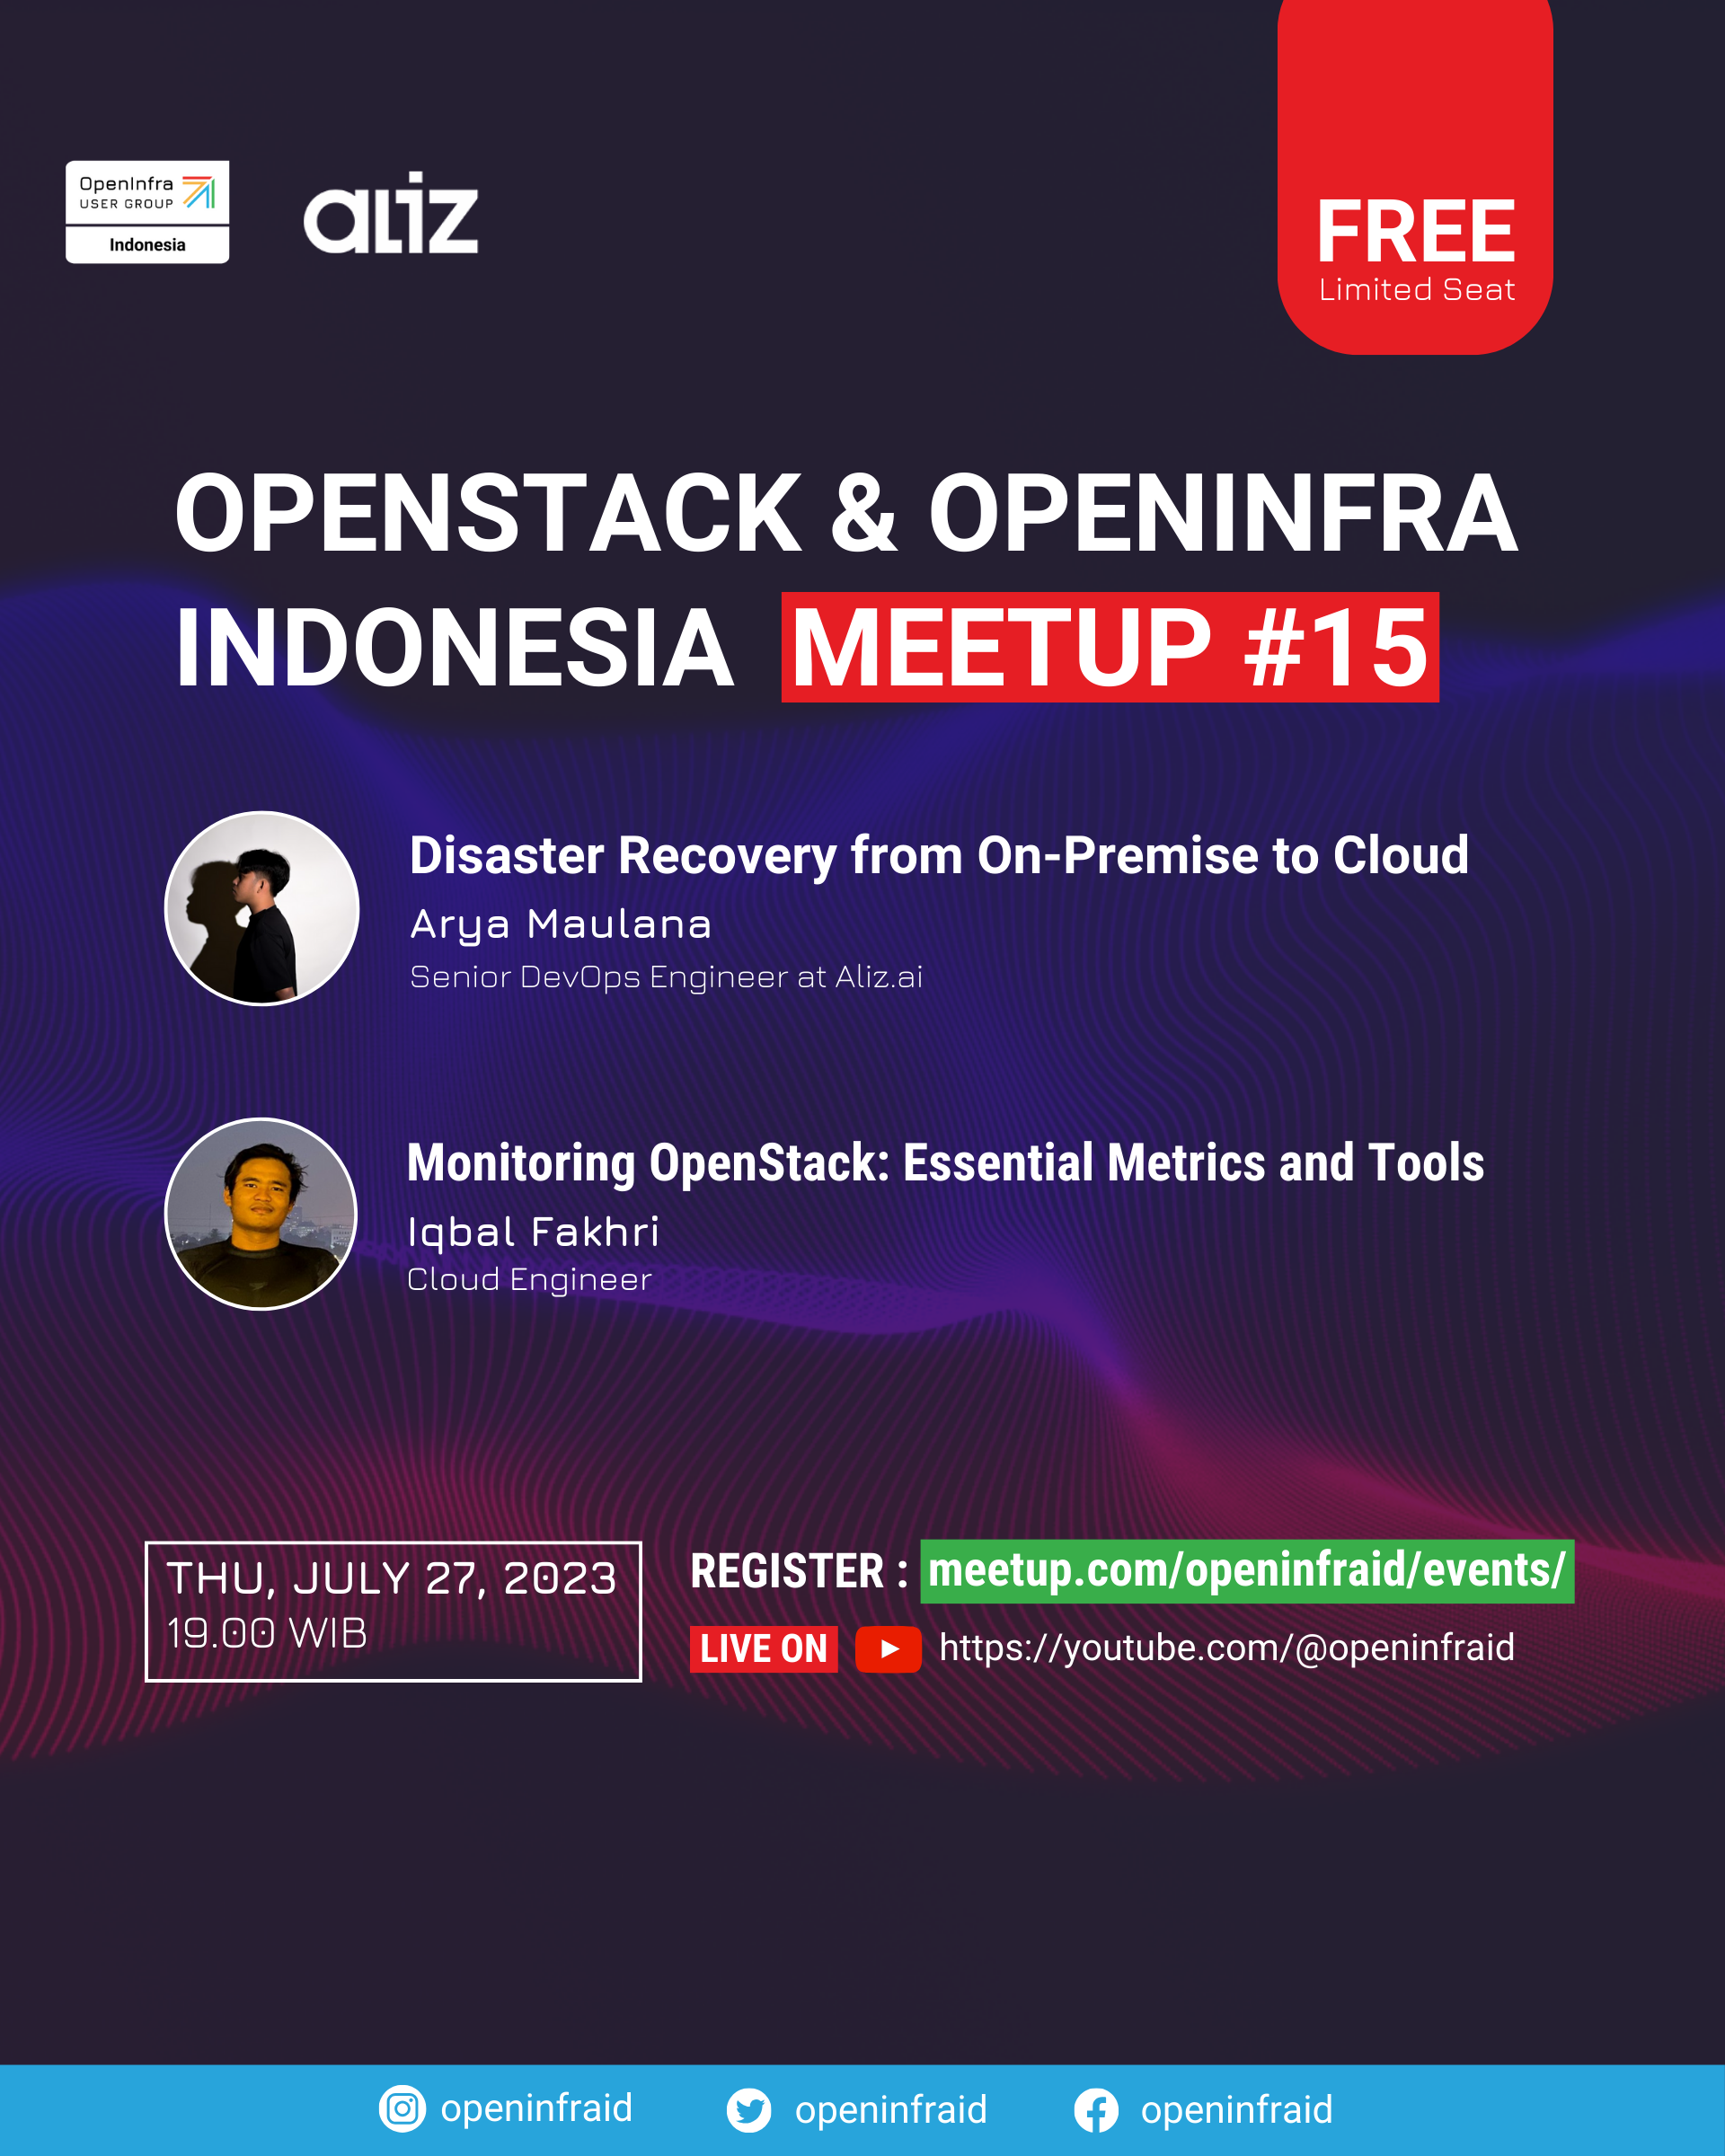 OpenInfra
USER GROUP
Indonesia
aliz
FREE
Limited Seat
OPENSTACK & OPENINFRA
INDONESIA MEETUP #15
Disaster Recovery from On-Premise to Cloud
Arya Maulana
Senior DevOps Engineer at Aliz.ai
Monitoring OpenStack: Essential Metrics and Tools
Iqbal Fakhri
Cloud Engineer
THU, JULY 27, 2023
19.00 WIB
REGISTER : meetup.com/openinfraid/events/
LIVE ON https://youtube.com/@openinfraid
openinfraid openinfraid openinfraid